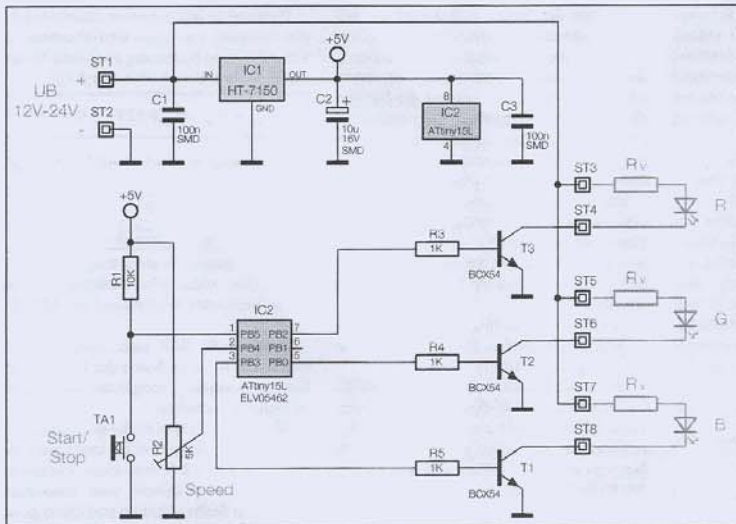 +5V
ST1
+
IN
IC1
HT-7150
OUT
GND
UB
12V-24V
C1
100n
SMD
ST2
-
C2
+
10u
16V
SMD
8
IC2
ATtiny15L
4
C3
100n
SMD
ST3
Rv
R
ST4
+5V
R1
10K
R3
1K
T3
BCX54
ST5
Rv
G
ST6
IC2
1 PB5 PB2 7
2 PB4 PB1 6
3 PB3 PB0 5
ATtiny15L
ELV05462
R4
1K
T2
BCX54
ST7
Rv
B
ST8
TA1
Start/
Stop
R2
5K
Speed
R5
1K
T1
BCX54